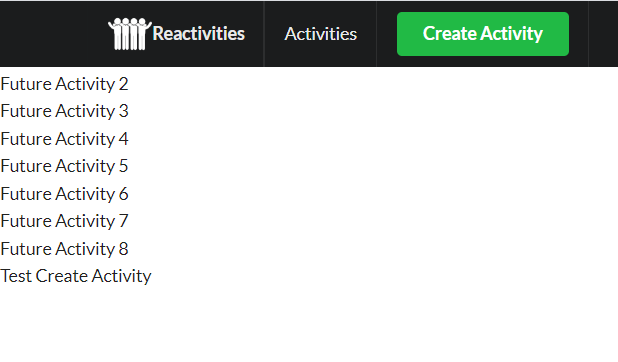 Reactivities Activities Create Activity
Future Activity 2
Future Activity 3
Future Activity 4
Future Activity 5
Future Activity 6
Future Activity 7
Future Activity 8
Test Create Activity